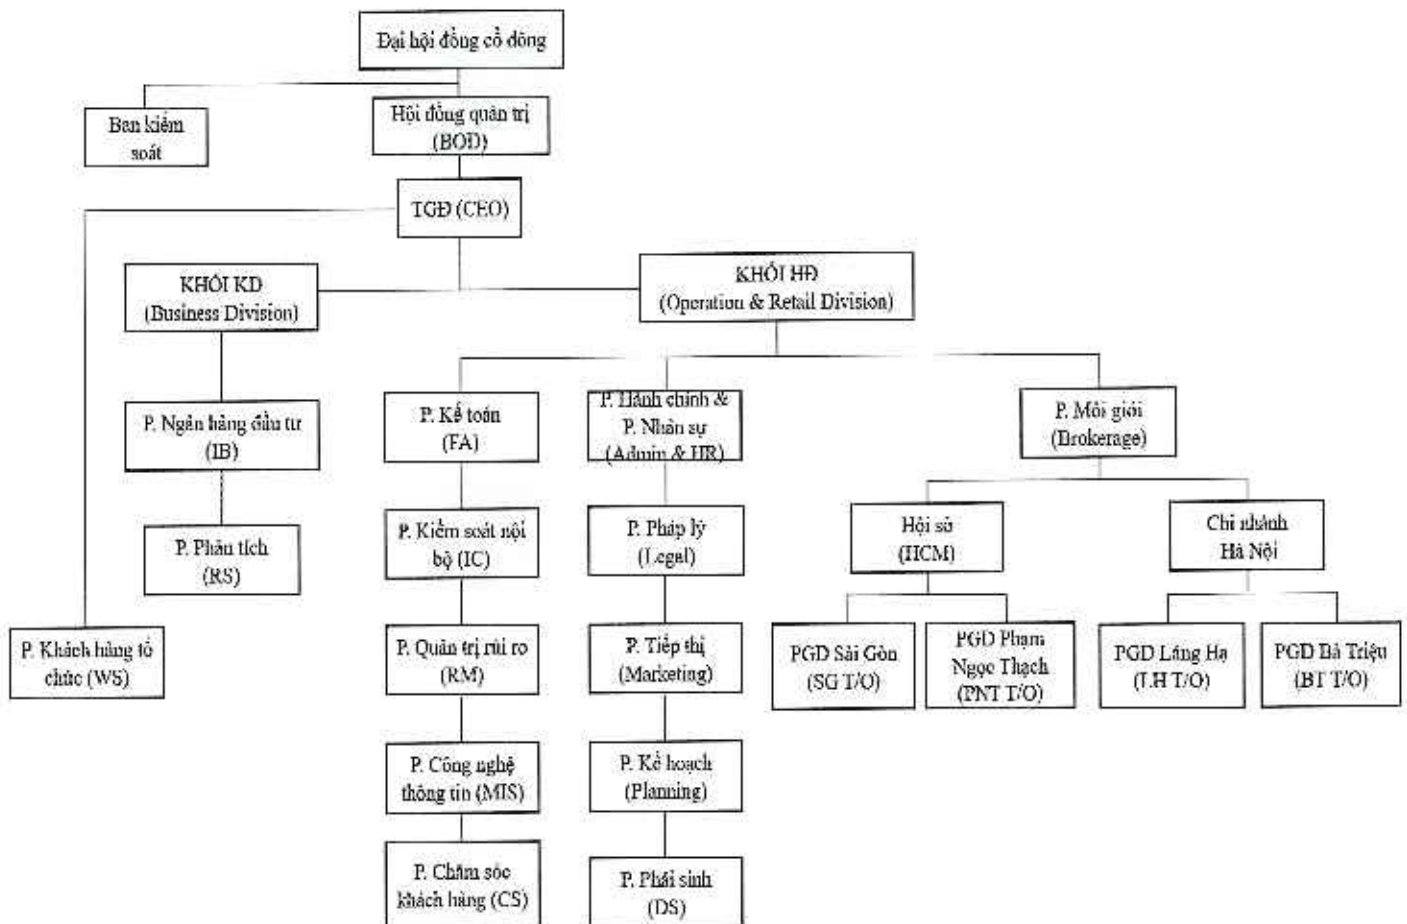 Đại hội đồng cổ đông
Ban kiểm
soát
Hội đồng quản trị
(BOD)
TGĐ (CEO)
KHỐI KD
(Business Division)
KHỐI HĐ
(Operation & Retail Division)
P. Ngân hàng đầu tư
(IB)
P. Phân tích
(RS)
P. Khách hàng tổ
chức (WS)
P. Kế toán
(FA)
P. Kiểm soát nội
bộ (IC)
P. Quản trị rủi ro
(RM)
P. Công nghệ
thông tin (MIS)
P. Chăm sóc
khách hàng (CS)
P. Hành chính &
P. Nhân sự
(Admin & HR)
P. Pháp lý
(Legal)
P. Tiếp thị
(Marketing)
P. Kế hoạch
(Planning)
P. Phái sinh
(DS)
P. Môi giới
(Brokerage)
Hội sở
(HCM)
Chi nhánh
Hà Nội
PGD Sài Gòn
(SG T/O)
PGD Phạm
Ngọc Thạch
(PNT T/O)
PGD Láng Hạ
(LH T/O)
PGD Bà Triệu
(BT T/O)